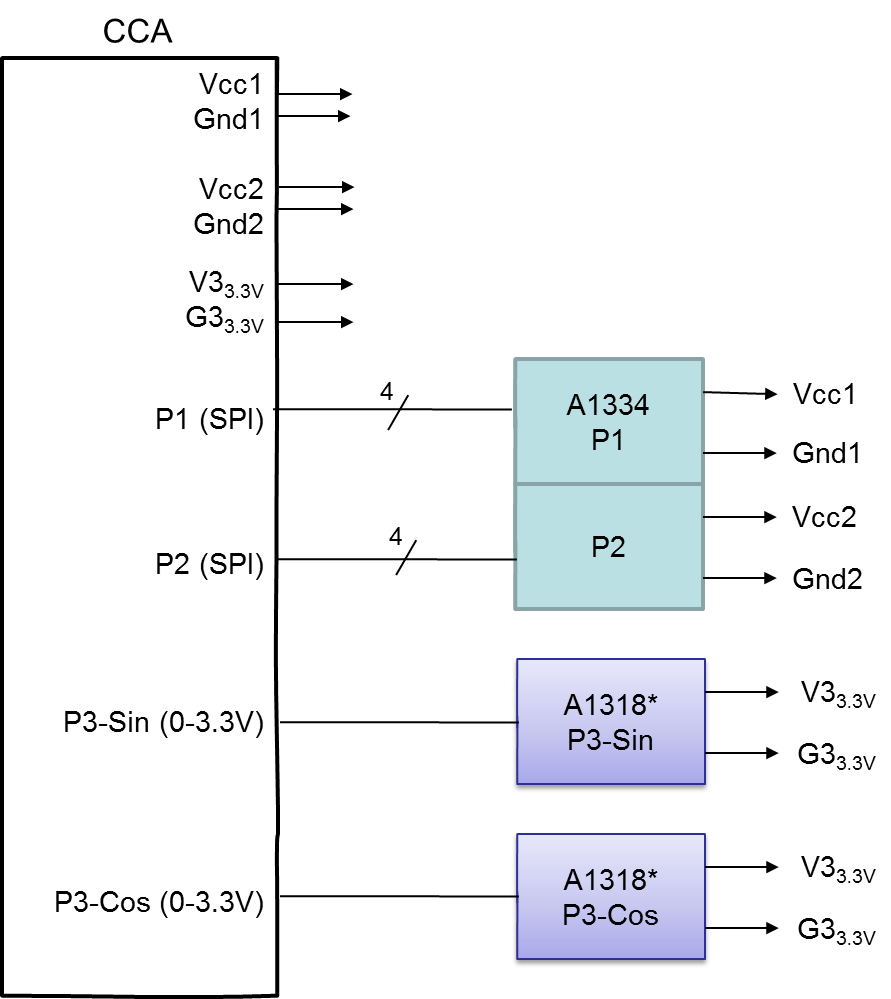 CCA
Vcc1
Gnd1
Vcc2
Gnd2
V33.3V
G33.3V
P1 (SPI)
4
A1334
P1
Vcc1
Gnd1
P2 (SPI)
4
P2
Vcc2
Gnd2
P3-Sin (0-3.3V)
A1318*
P3-Sin
V33.3V
G33.3V
P3-Cos (0-3.3V)
A1318*
P3-Cos
V33.3V
G33.3V